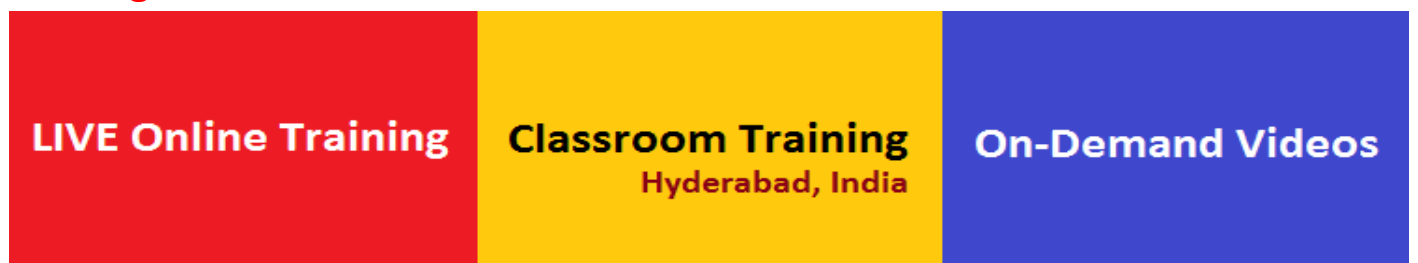 LIVE Online Training
Classroom Training
Hyderabad, India
On-Demand Videos